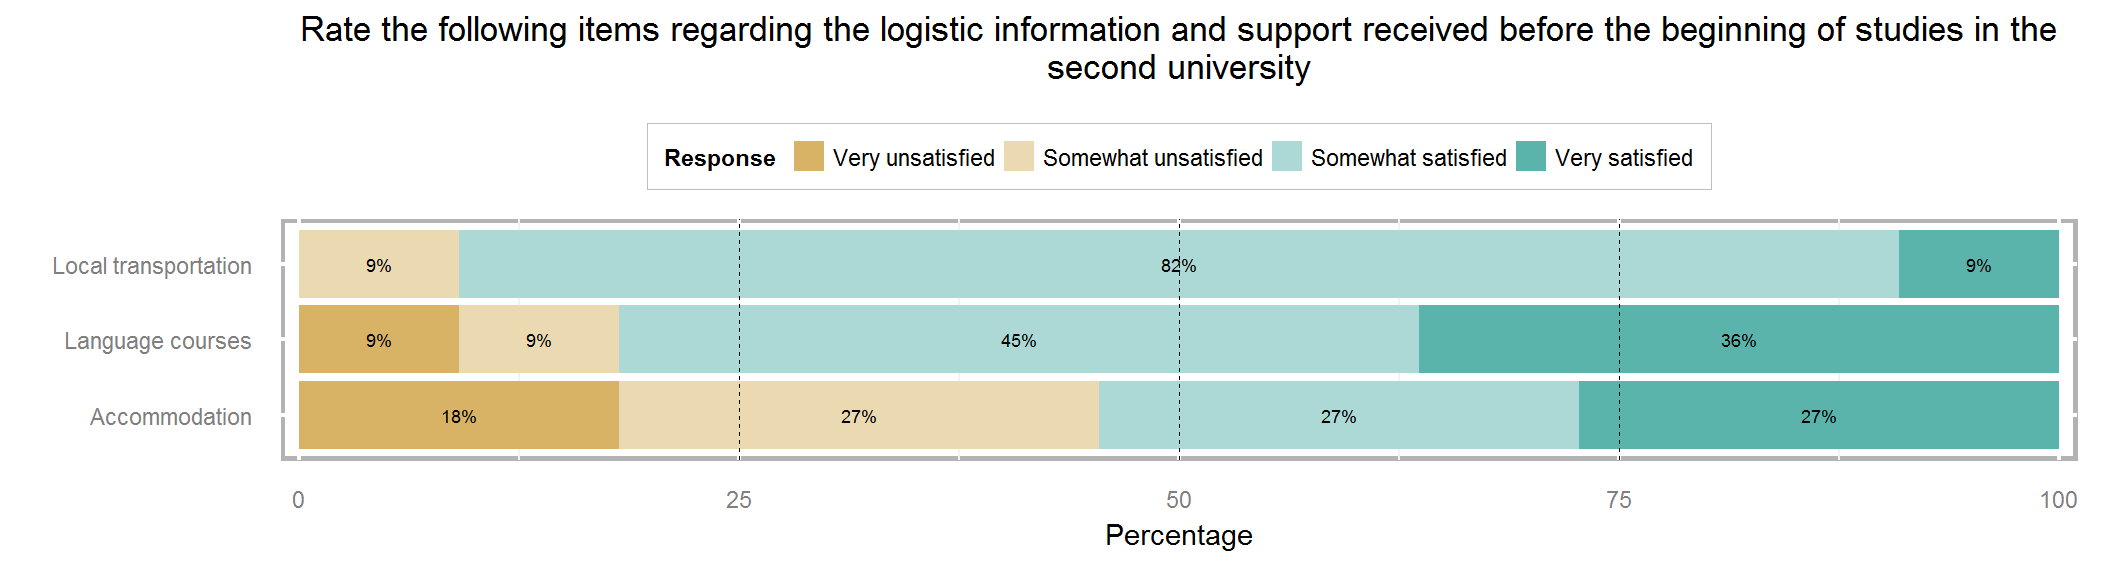 Rate the following items regarding the logistic information and support received before the beginning of studies in the
second university
Response Very unsatisfied Somewhat unsatisfied Somewhat satisfied Very satisfied
Local transportation 9% 82% 9%
Language courses 9% 9% 45% 36%
Accommodation 18% 27% 27% 27%
0 25 50 75 100
Percentage